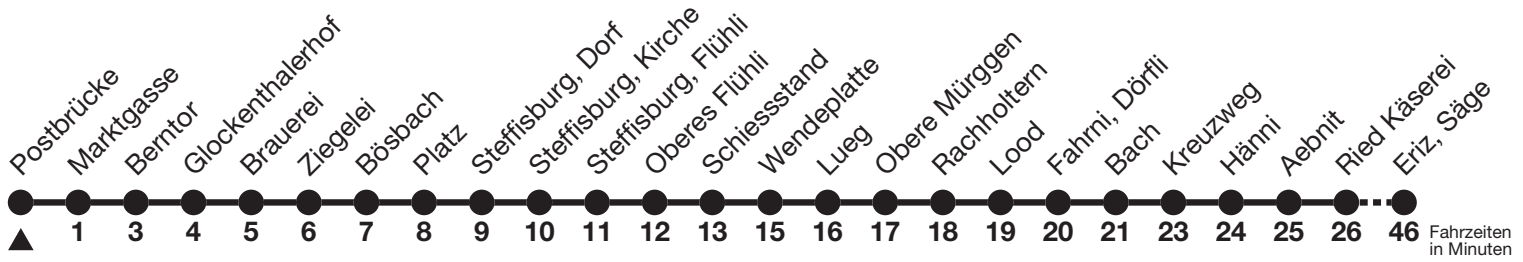 Postbrücke
Marktgasse
Berntor
Glockenthalerhof
Brauerei
Ziegelei
Bösbach
Platz
Steffisburg, Dorf
Steffisburg, Kirche
Steffisburg, Flühli
Oberes Flühli
Schiessstand
Wendeplatte
Lueg
Obere Mürggen
Rachholtern
Lood
Fahrni, Dörfli
Bach
Kreuzweg
Hänni
Aebnit
Ried Käserei
Eriz, Säge
1 3 4 5 6 7 8 9 10 11 12 13 15 16 17 18 19 20 21 23 24 25 26 46
Fahrzeiten
in Minuten